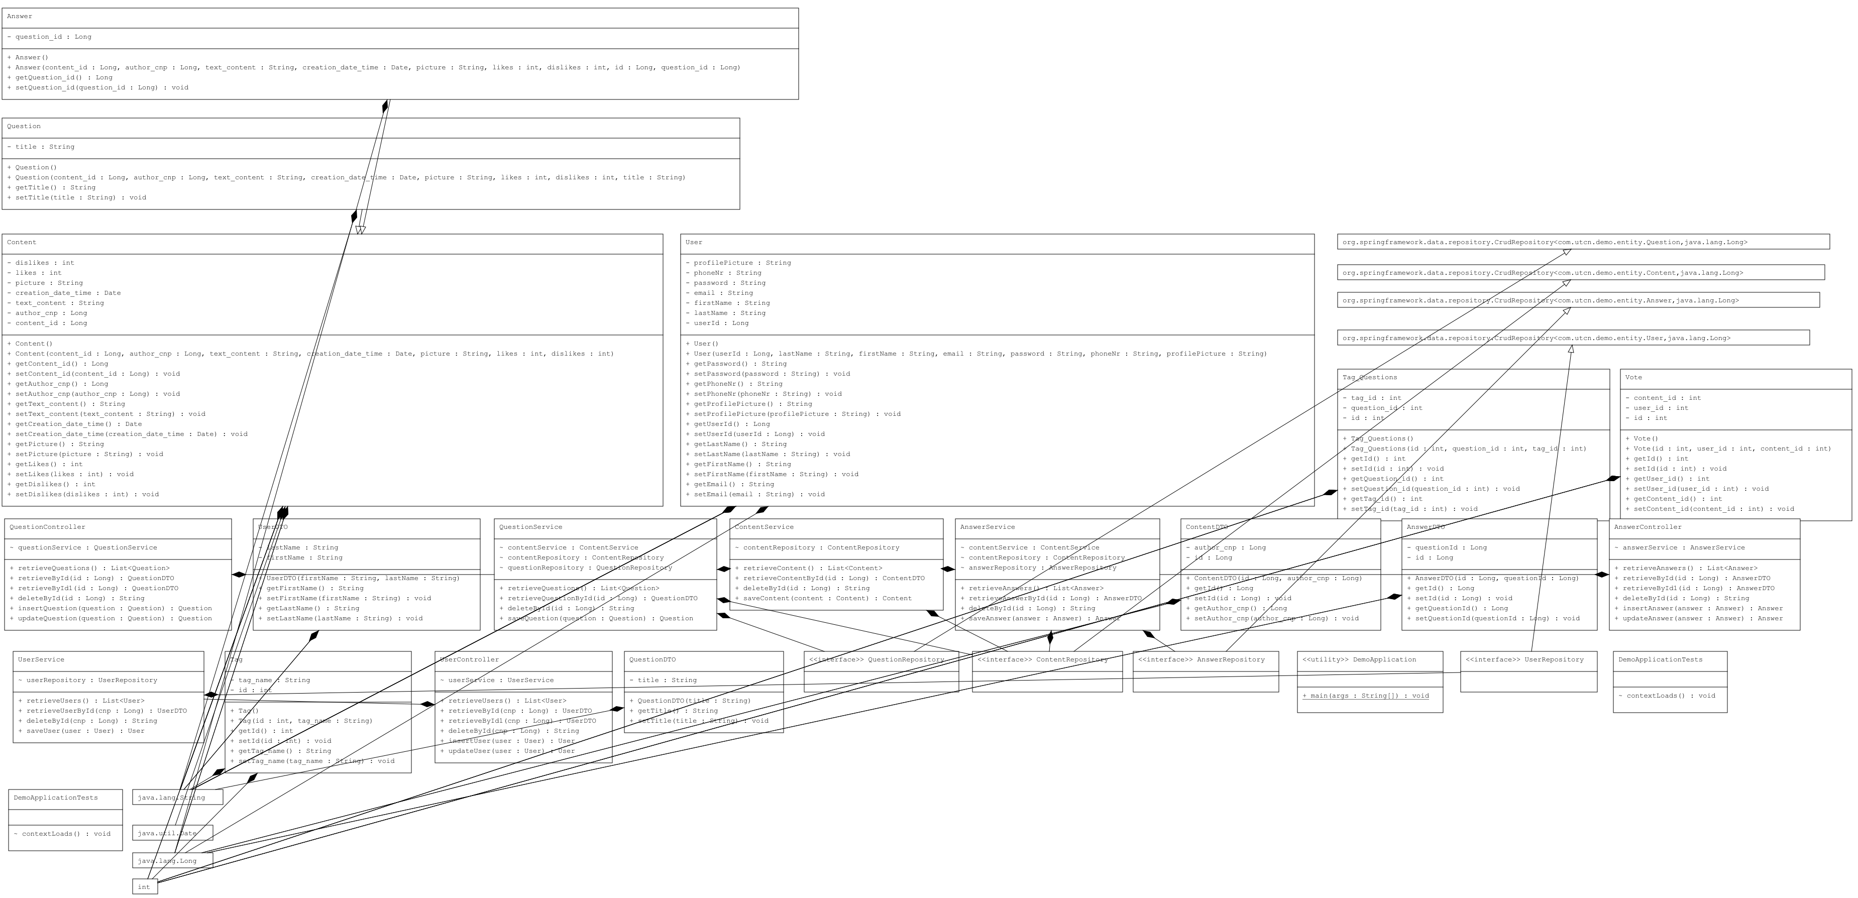 Answer
- question_id : Long
+ Answer()
+ Answer(content_id : Long, author_cnp : Long, text_content : String, creation_date_time : Date, picture : String, likes : int, dislikes : int, id : Long, question_id : Long)
+ getQuestion_id() : Long
+ setQuestion_id(question_id : Long) : void
Question
- title : String
+ Question()
+ Question(content_id : Long, author_cnp : Long, text_content : String, creation_date_time : Date, picture : String, likes : int, dislikes : int, title : String)
+ getTitle() : String
+ setTitle(title : String) : void
Content
- dislikes : int
- likes : int
- picture : String
- creation_date_time : Date
- text_content : String
- author_cnp : Long
- content_id : Long
+ Content()
+ Content(content_id : Long, author_cnp : Long, text_content : String, creation_date_time : Date, picture : String, likes : int, dislikes : int)
+ getContent_id() : Long
+ setContent_id(content_id : Long) : void
+ getAuthor_cnp() : Long
+ setAuthor_cnp(author_cnp : Long) : void
+ getText_content() : String
+ setText_content(text_content : String) : void
+ getCreation_date_time() : Date
+ setCreation_date_time(creation_date_time : Date) : void
+ getPicture() : String
+ setPicture(picture : String) : void
+ getLikes() : int
+ setLikes(likes : int) : void
+ getDislikes() : int
+ setDislikes(dislikes : int) : void
User
- profilePicture : String
- phoneNr : String
- password : String
- email : String
- firstName : String
- lastName : String
- userId : Long
+ User()
+ User(userId : Long, lastName : String, firstName : String, email : String, password : String, phoneNr : String, profilePicture : String)
+ getPassword() : String
+ setPassword(password : String) : void
+ getPhoneNr() : String
+ setPhoneNr(phoneNr : String) : void
+ getProfilePicture() : String
+ setProfilePicture(profilePicture : String) : void
+ getUserId() : Long
+ setUserId(userId : Long) : void
+ getLastName() : String
+ setLastName(lastName : String) : void
+ getFirstName() : String
+ setFirstName(firstName : String) : void
+ getEmail() : String
+ setEmail(email : String) : void
org.springframework.data.repository.CrudRepository<com.utcn.demo.entity.Question,java.lang.Long>
org.springframework.data.repository.CrudRepository<com.utcn.demo.entity.Content,java.lang.Long>
org.springframework.data.repository.CrudRepository<com.utcn.demo.entity.Answer,java.lang.Long>
org.springframework.data.repository.CrudRepository<com.utcn.demo.entity.User,java.lang.Long>
Tag_Questions
- tag_id : int
- question_id : int
- id : int
+ Tag_Questions()
+ Tag_Questions(id : int, question_id : int, tag_id : int)
+ getId() : int
+ setId(id : int) : void
+ getQuestion_id() : int
+ setQuestion_id(question_id : int) : void
+ getTag_id() : int
+ setTag_id(tag_id : int) : void
Vote
- content_id : int
- user_id : int
- id : int
+ Vote()
+ Vote(id : int, user_id : int, content_id : int)
+ getId() : int
+ setId(id : int) : void
+ getUser_id() : int
+ setUser_id(user_id : int) : void
+ getContent_id() : int
+ setContent_id(content_id : int) : void
QuestionController
~ questionService : QuestionService
+ retrieveQuestions() : List<Question>
+ retrieveById(id : Long) : QuestionDTO
+ retrieveByIdl(id : Long) : QuestionDTO
+ deleteById(id : Long) : String
+ insertQuestion(question : Question) : Question
+ updateQuestion(question : Question) : Question
UserDTO
- lastName : String
- firstName : String
+ UserDTO(firstName : String, lastName : String)
+ getFirstName() : String
+ setFirstName(firstName : String) : void
+ getLastName() : String
+ setLastName(lastName : String) : void
QuestionService
~ contentService : ContentService
~ contentRepository : ContentRepository
~ questionRepository : QuestionRepository
+ retrieveQuestions() : List<Question>
+ retrieveQuestionById(id : Long) : QuestionDTO
+ deleteById(id : Long) : String
+ saveQuestion(question : Question) : Question
ContentService
~ contentRepository : ContentRepository
+ retrieveContent() : List<Content>
+ retrieveContentById(id : Long) : ContentDTO
+ deleteById(id : Long) : String
+ saveContent(content : Content) : Content
AnswerService
~ contentService : ContentService
~ contentRepository : ContentRepository
~ answerRepository : AnswerRepository
+ retrieveAnswers() : List<Answer>
+ retrieveAnswerById(id : Long) : AnswerDTO
+ deleteById(id : Long) : String
+ saveAnswer(answer : Answer) : Answer
ContentDTO
- author_cnp : Long
- id : Long
+ ContentDTO(id : Long, author_cnp : Long)
+ getId() : Long
+ setId(id : Long) : void
+ getAuthor_cnp() : Long
+ setAuthor_cnp(author_cnp : Long) : void
AnswerDTO
- questionId : Long
- id : Long
+ AnswerDTO(id : Long, questionId : Long)
+ getId() : Long
+ setId(id : Long) : void
+ getQuestionId() : Long
+ setQuestionId(questionId : Long) : void
AnswerController
~ answerService : AnswerService
+ retrieveAnswers() : List<Answer>
+ retrieveById(id : Long) : AnswerDTO
+ retrieveByIdl(id : Long) : AnswerDTO
+ deleteById(id : Long) : String
+ insertAnswer(answer : Answer) : Answer
+ updateAnswer(answer : Answer) : Answer
UserService
~ userRepository : UserRepository
+ retrieveUsers() : List<User>
+ retrieveUserById(cnp : Long) : UserDTO
+ deleteById(cnp : Long) : String
+ saveUser(user : User) : User
Tag
- tag_name : String
- id : int
+ Tag()
+ Tag(id : int, tag_name : String)
+ getId() : int
+ setId(id : int) : void
+ getTag_name() : String
+ setTag_name(tag_name : String) : void
UserController
~ userService : UserService
+ retrieveUsers() : List<User>
+ retrieveById(cnp : Long) : UserDTO
+ retrieveByIdl(cnp : Long) : UserDTO
+ deleteById(cnp : Long) : String
+ insertUser(user : User) : User
+ updateUser(user : User) : User
QuestionDTO
- title : String
+ QuestionDTO(title : String)
+ getTitle() : String
+ setTitle(title : String) : void
<<interface>> QuestionRepository
<<interface>> ContentRepository
<<interface>> AnswerRepository
<<utility>> DemoApplication
+ main(args : String[]) : void
<<interface>> UserRepository
DemoApplicationTests
~ contextLoads() : void
DemoApplicationTests
~ contextLoads() : void
java.lang.String
java.util.Date
java.lang.Long
int